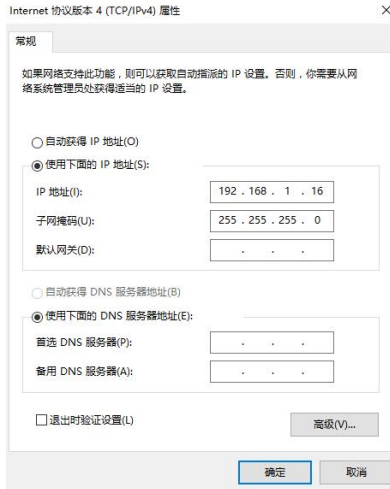 Internet 协议版本 4 (TCP/IPv4) 属性
常规
如果网络支持此功能，则可以获取自动指派的 IP 设置。否则，你需要从网
络系统管理员处获得适当的 IP 设置。
自动获得 IP 地址(O)
使用下面的 IP 地址(S):
IP 地址(I): 192 . 168 . 1 . 16
子网掩码(U): 255 . 255 . 255 . 0
默认网关(D): . . .
自动获得 DNS 服务器地址(B)
使用下面的 DNS 服务器地址(E):
首选 DNS 服务器(P): . . .
备用 DNS 服务器(A): . . .
退出时验证设置(L)
高级(V)...
确定 取消